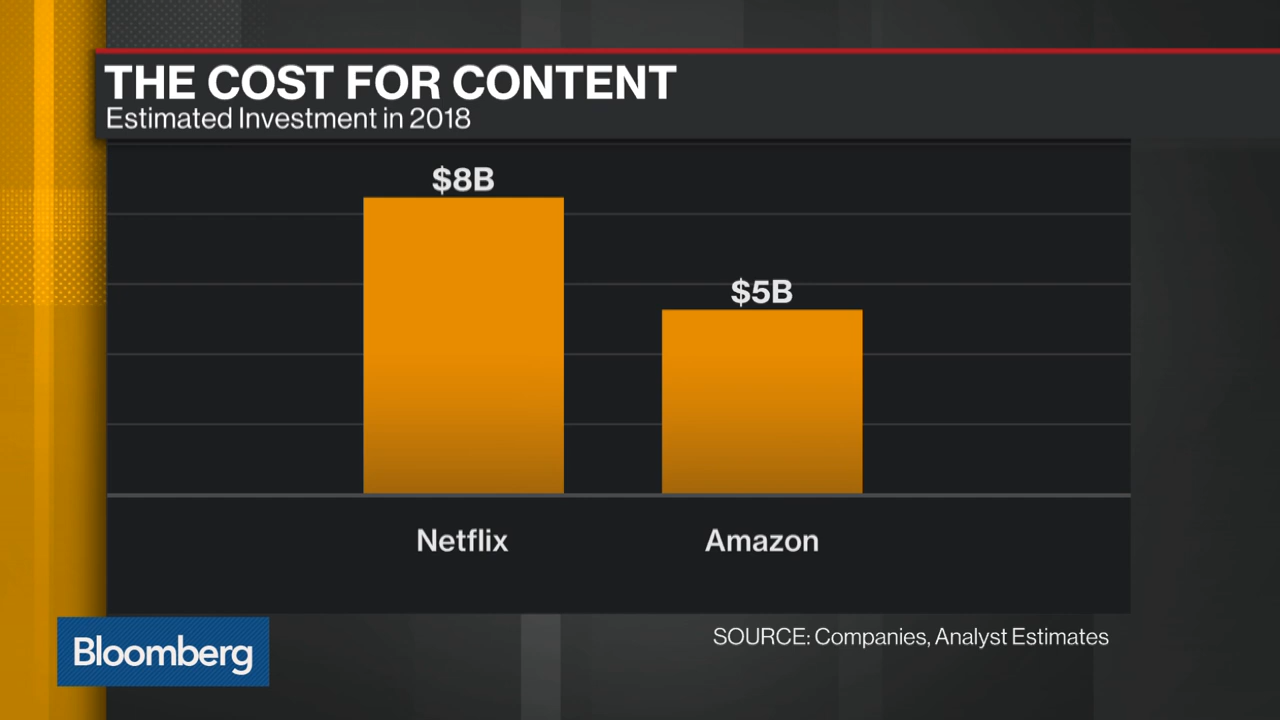 THE COST FOR CONTENT
Estimated Investment in 2018
$8B
$5B
Netflix
Amazon
SOURCE: Companies, Analyst Estimates
Bloomberg